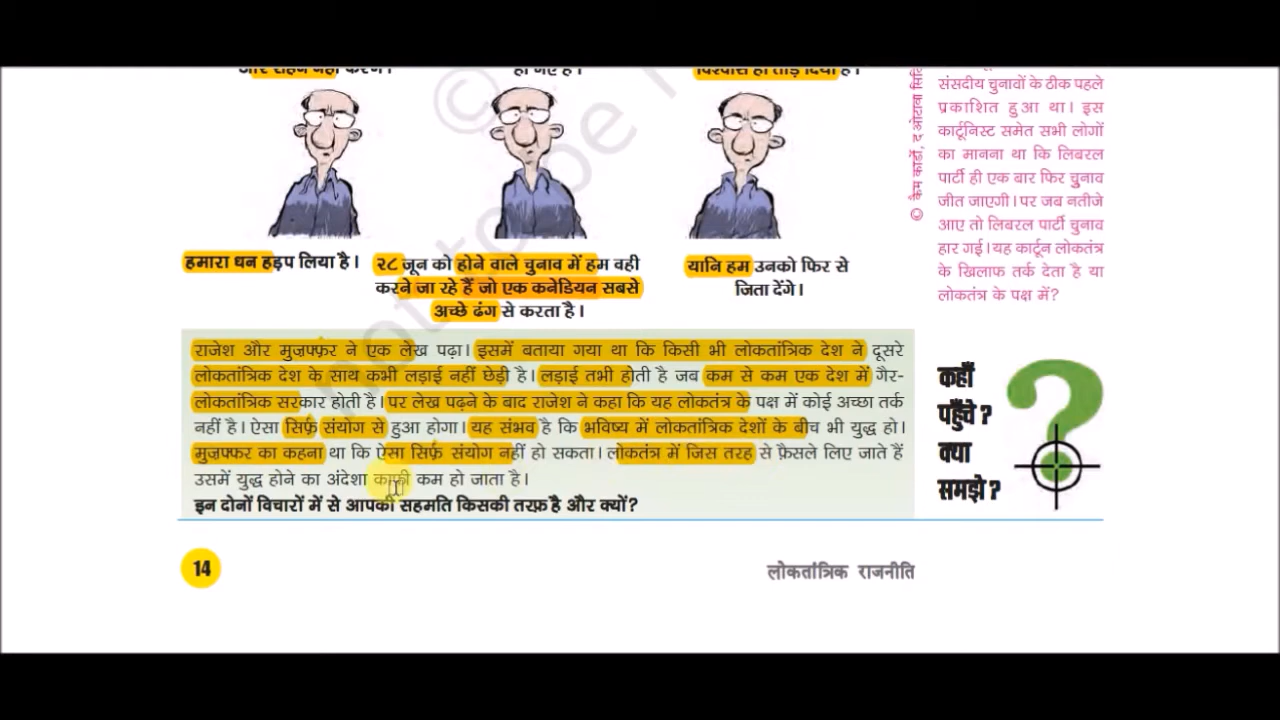 हमारा धन हड़प लिया है।
२८ जून को होने वाले चुनाव में हम वही
करने जा रहे हैं जो एक कनेडियन सबसे
अच्छे ढंग से करता है।
यानि हम उनको फिर से
जिता देंगे।
© कैम कार्डो, द ओटावा
संसदीय चुनावों के ठीक पहले
प्रकाशित हुआ था। इस
कार्टूनिस्ट समेत सभी लोगों
का मानना था कि लिबरल
पार्टी ही एक बार फिर चुनाव
जीत जाएगी। पर जब नतीजे
आए तो लिबरल पार्टी चुनाव
हार गई। यह कार्टून लोकतंत्र
के खिलाफ तर्क देता है या
लोकतंत्र के पक्ष में?
राजेश और मुज़फ्फ़र ने एक लेख पढ़ा। इसमें बताया गया था कि किसी भी लोकतांत्रिक देश ने दूसरे
लोकतांत्रिक देश के साथ कभी लड़ाई नहीं छेड़ी है। लड़ाई तभी होती है जब कम से कम एक देश में गैर-
लोकतांत्रिक सरकार होती है। पर लेख पढ़ने के बाद राजेश ने कहा कि यह लोकतंत्र के पक्ष में कोई अच्छा तर्क
नहीं है। ऐसा सिर्फ़ संयोग से हुआ होगा। यह संभव है कि भविष्य में लोकतांत्रिक देशों के बीच भी युद्ध हो।
मुज़फ्फर का कहना था कि ऐसा सिर्फ़ संयोग नहीं हो सकता। लोकतंत्र में जिस तरह से फ़ैसले लिए जाते हैं
उसमें युद्ध होने का अंदेशा काफी कम हो जाता है।
इन दोनों विचारों में से आपकी सहमति किसकी तरफ़ है और क्यों?
कहाँ
पहुँचे?
क्या
समझे?
14
लोकतांत्रिक राजनीति